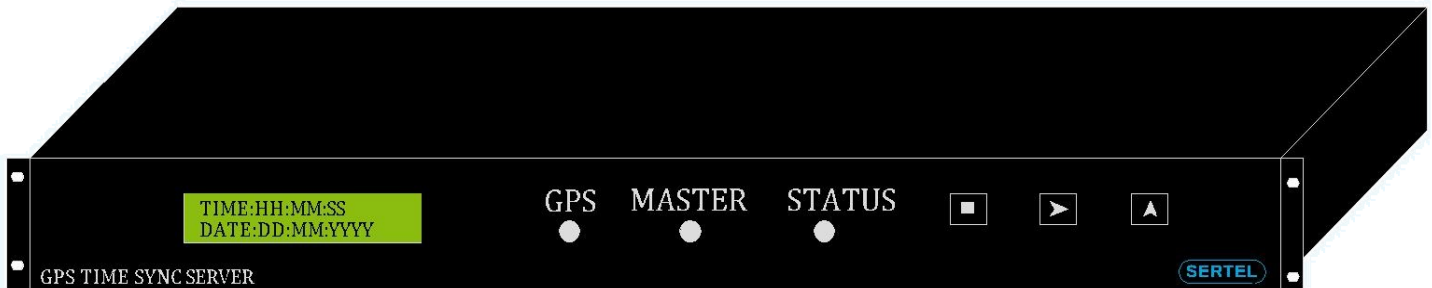 TIME:HH:MM:SS
DATE:DD:MM:YYYY
GPS MASTER STATUS
GPS TIME SYNC SERVER
SERTEL